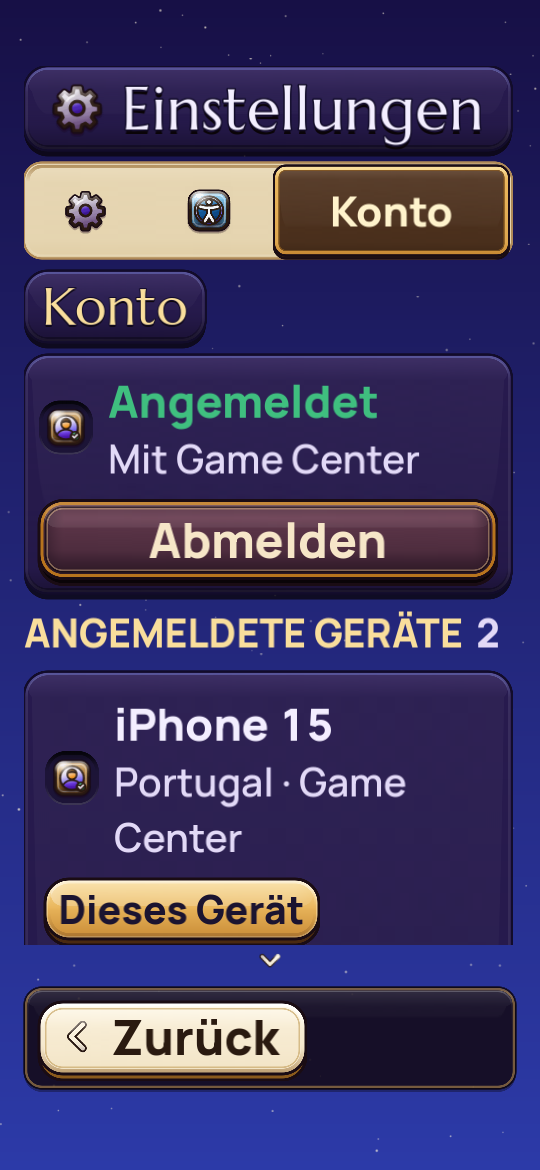 Einstellungen
Konto
Konto
Angemeldet
Mit Game Center
Abmelden
ANGEMELDETE GERÄTE 2
iPhone 15
Portugal · Game
Center
Dieses Gerät
Zurück